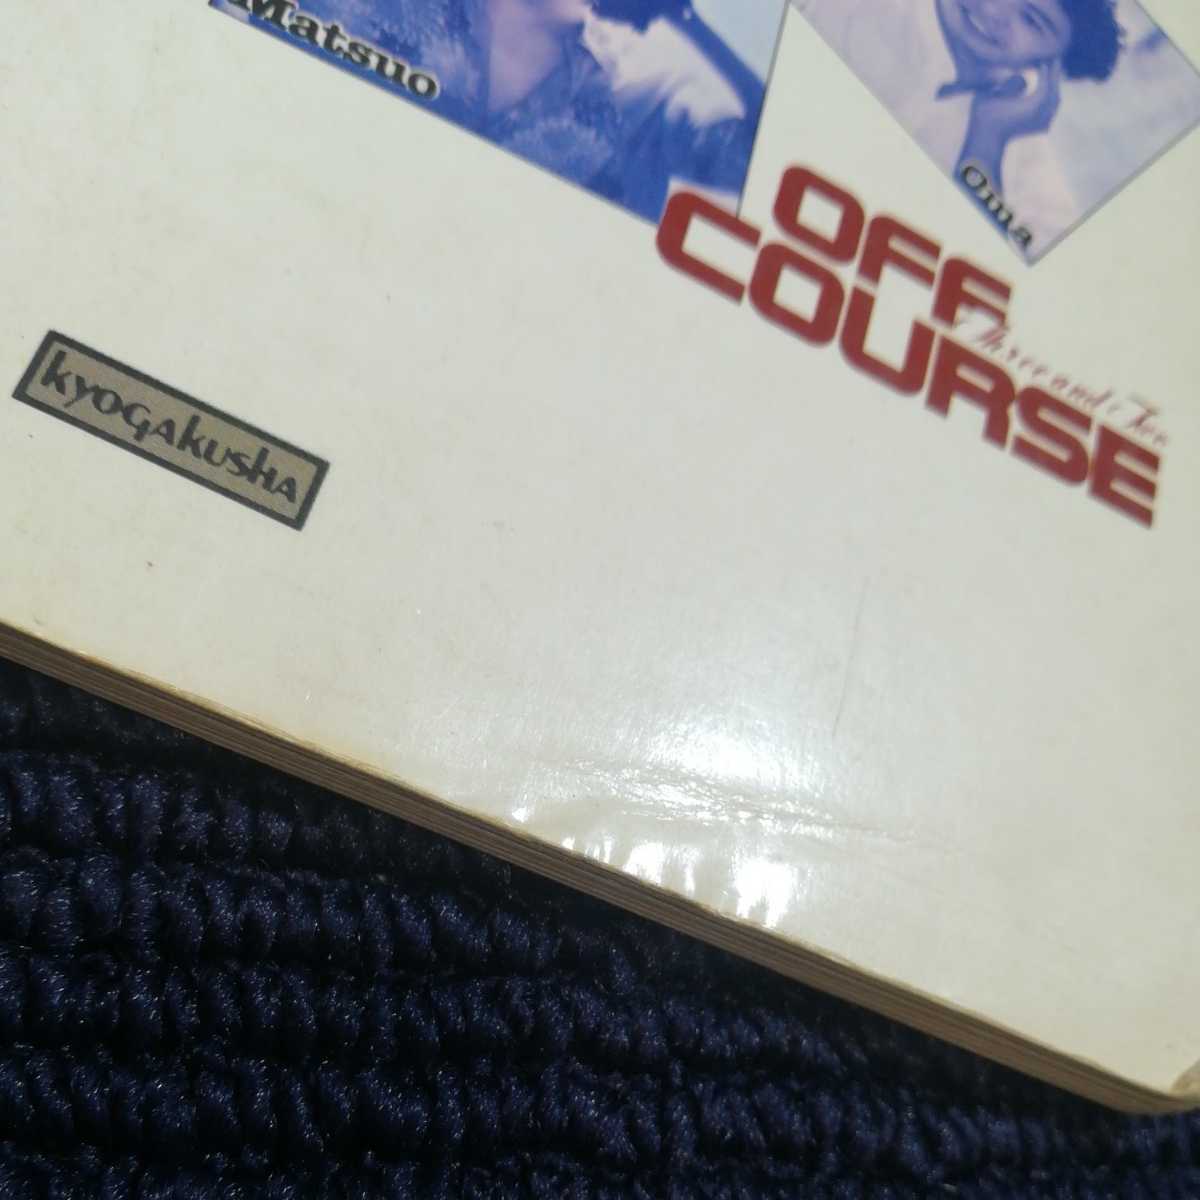 Matsuo
Oma
OFF
COURSE
Three and Two
KYOGAKUSHA